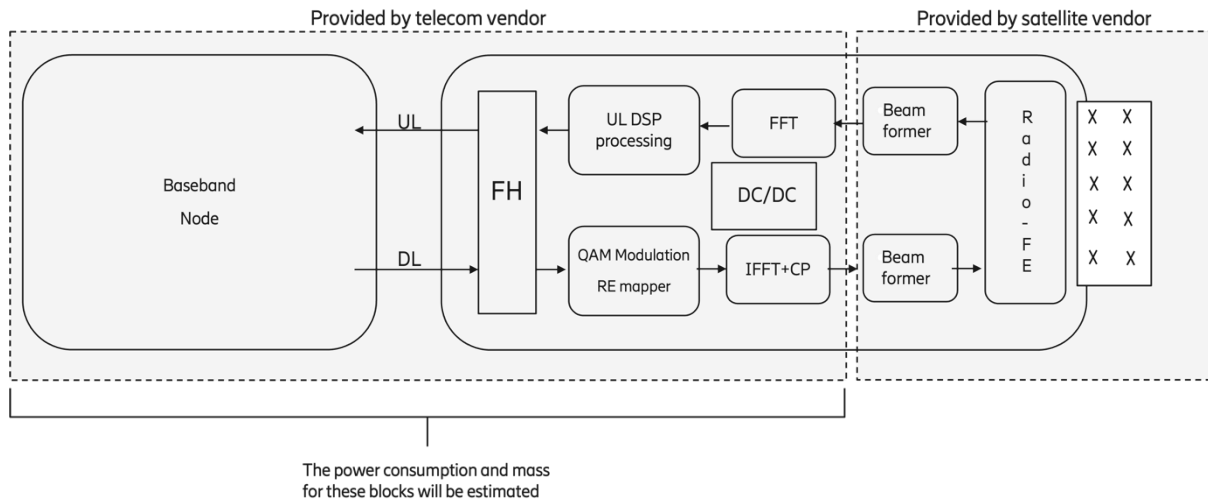 Provided by telecom vendor
Provided by satellite vendor
Baseband
Node
UL
DL
FH
UL DSP
processing
FFT
DC/DC
QAM Modulation
RE mapper
IFFT+CP
Beam
former
Beam
former
R
a
d
i
o
-
F
E
X X
X X
X X
X X
X X
The power consumption and mass
for these blocks will be estimated